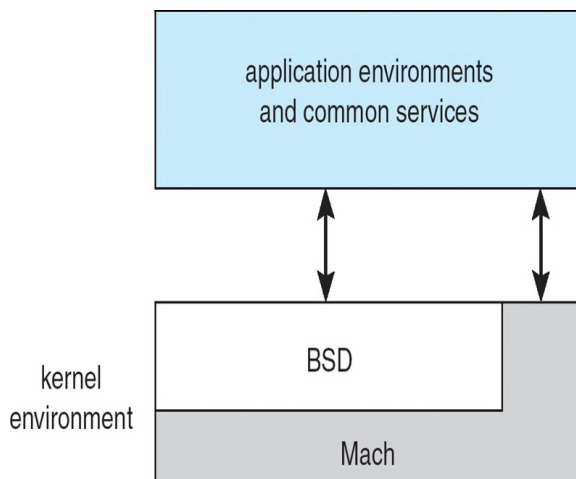 application environments
and common services
BSD
kernel
environment
Mach